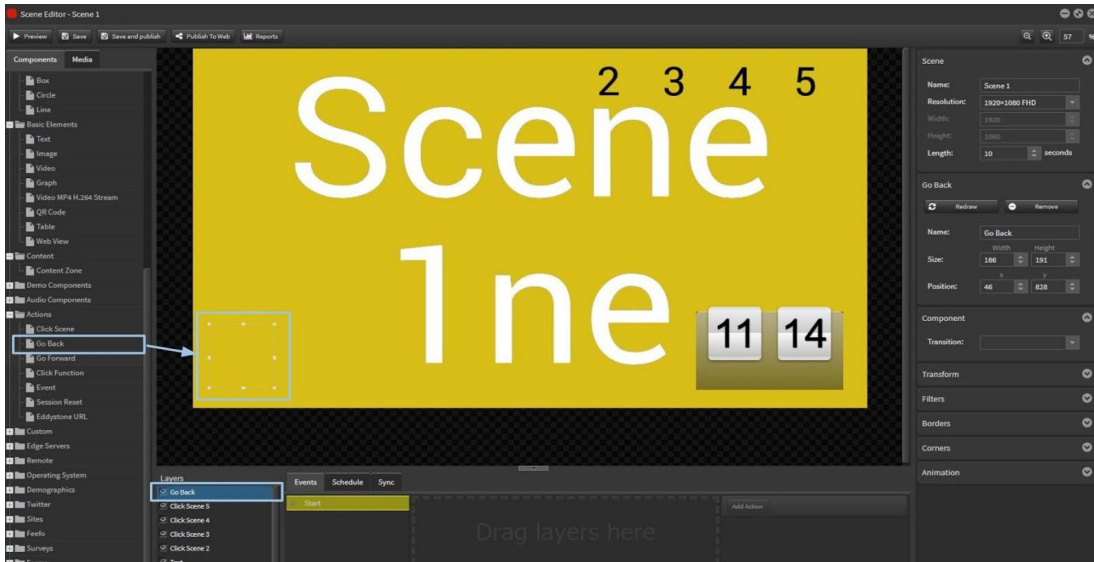 Scene Editor - Scene 1
Preview Save Save and publish Publish To Web Reports 57 %
Components Media
Box
Circle
Line
Basic Elements
Text
Image
Video
Graph
Video MP4 H.264 Stream
QR Code
Table
Web View
Content
Content Zone
Demo Components
Audio Components
Actions
Click Scene
Go Back
Go Forward
Click Function
Event
Session Reset
Eddystone URL
Custom
Edge Servers
Remote
Operating System
Demographics
Twitter
Sites
Feefo
Surveys
2 3 4 5
Scene
1ne
11 14
Layers
Go Back
Click Scene 5
Click Scene 4
Click Scene 3
Click Scene 2
Events Schedule Sync
Start
Drag layers here
Add Action
Scene
Name: Scene 1
Resolution: 1920×1080 FHD
Width: 1920
Height: 1080
Length: 10 seconds
Go Back
Redraw Remove
Name: Go Back
Width Height
Size: 186 191
x y
Position: 46 828
Component
Transition:
Transform
Filters
Borders
Corners
Animation